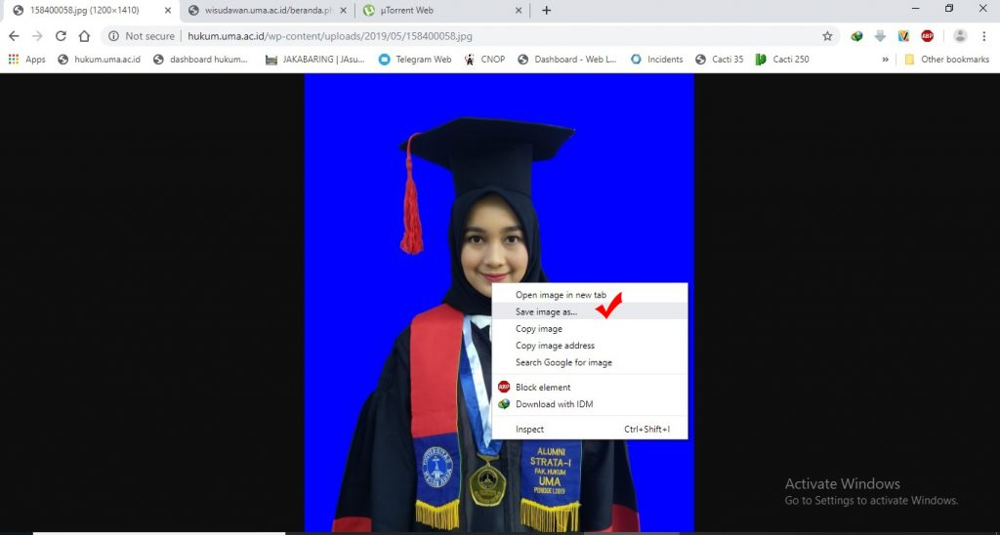 158400058.jpg (1200×1410)
wisudawan.uma.ac.id/beranda.ph
µTorrent Web
Not secure | hukum.uma.ac.id/wp-content/uploads/2019/05/158400058.jpg
Apps hukum.uma.ac.id dashboard hukum... JAKABARING | JAsu... Telegram Web CNOP Dashboard - Web L... Incidents Cacti 35 Cacti 250 » Other bookmarks
Open image in new tab
Save image as...
Copy image
Copy image address
Search Google for image
ABP Block element
Download with IDM
Inspect Ctrl+Shift+I
ALUMNI
STRATA-I
FAK. HUKUM
UMA
PERIODE I.2019
Activate Windows
Go to Settings to activate Windows.